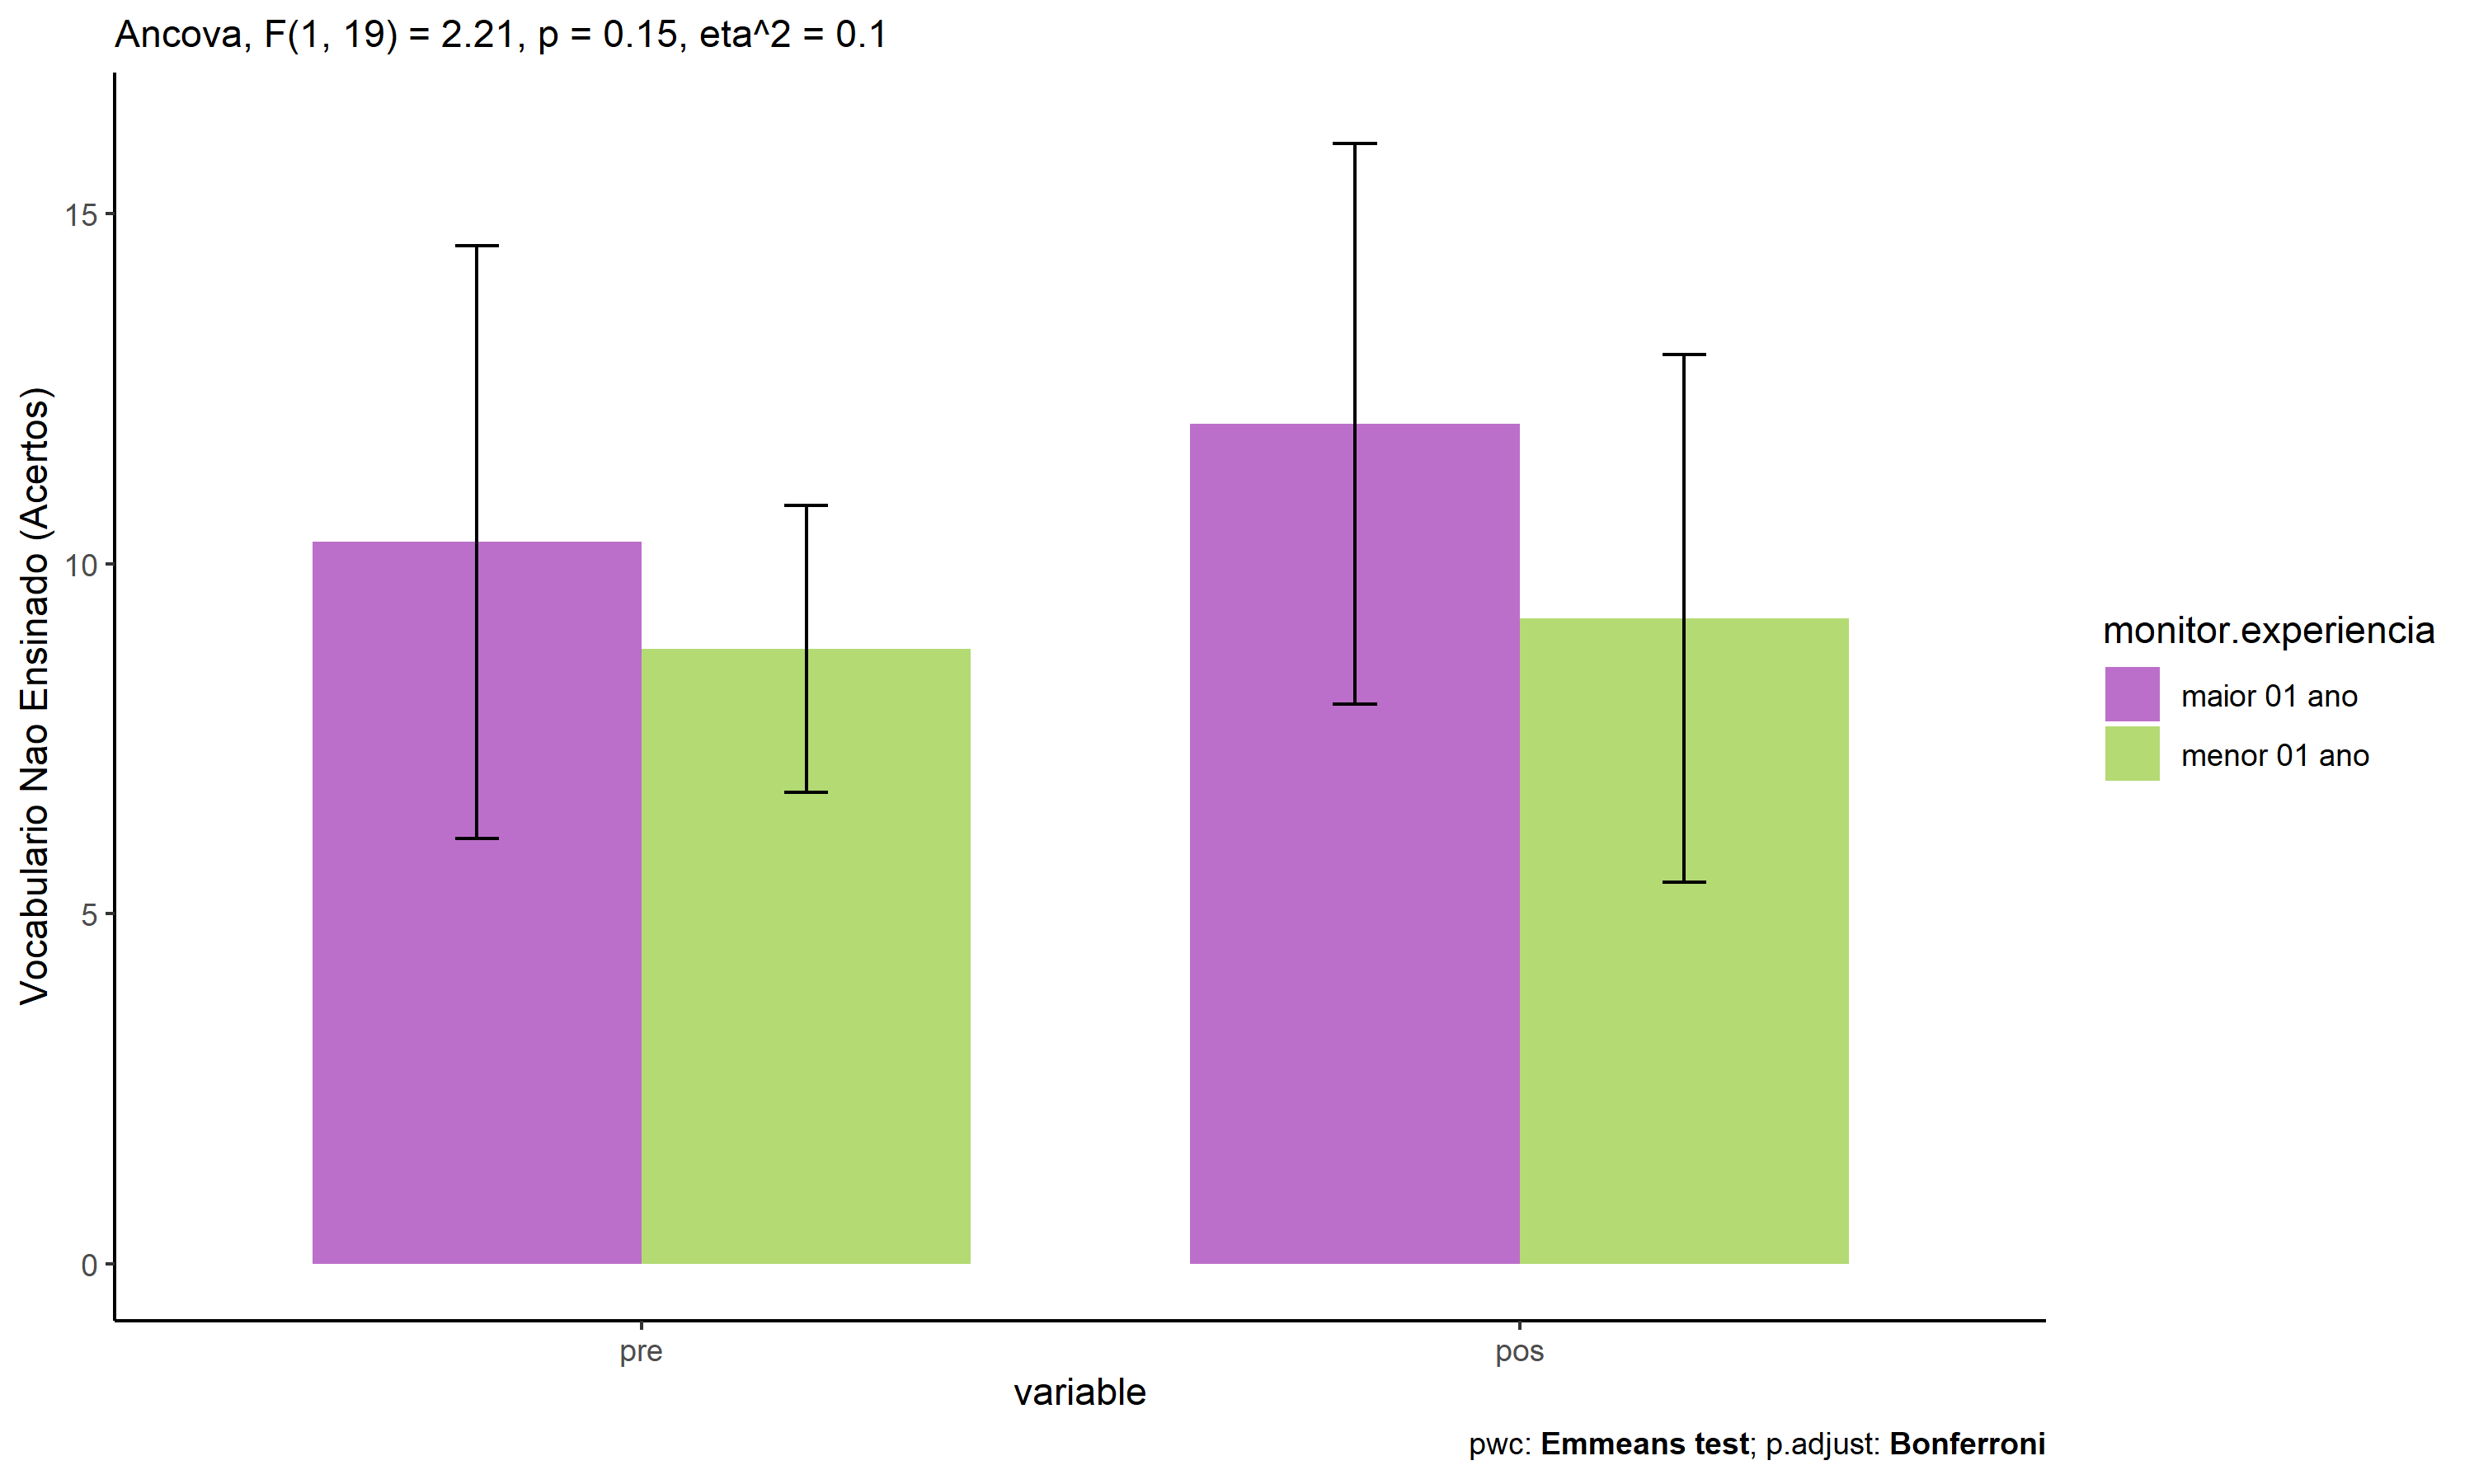 Ancova, F(1, 19) = 2.21, p = 0.15, eta^2 = 0.1
Vocabulario Nao Ensinado (Acertos)
15
10
5
0
pre
pos
variable
monitor.experiencia
maior 01 ano
menor 01 ano
pwc: Emmeans test; p.adjust: Bonferroni